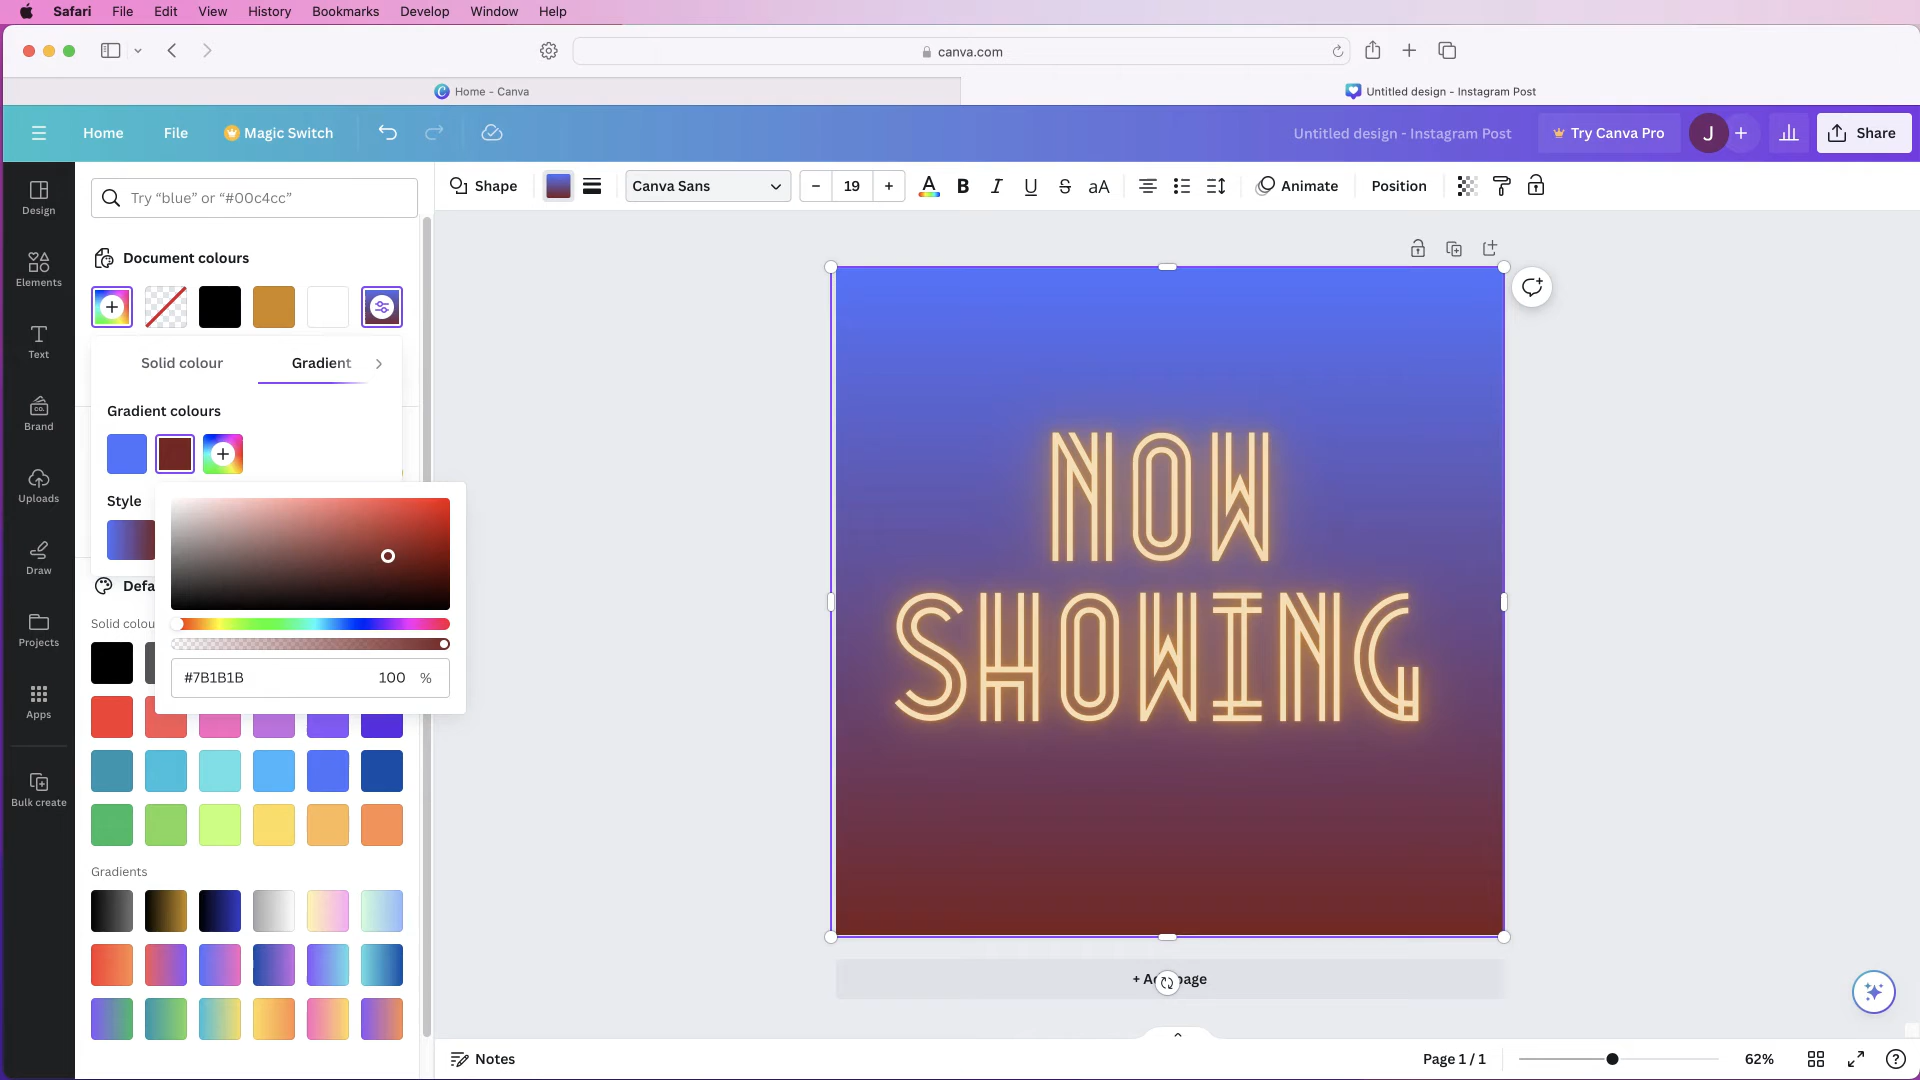 Safari File Edit View History Bookmarks Develop Window Help
canva.com
Home - Canva
Untitled design - Instagram Post
Home File Magic Switch
Untitled design - Instagram Post
Try Canva Pro
J
Share
Design
Elements
Text
Brand
co.
Uploads
Draw
Projects
Apps
Bulk create
Try “blue” or “#00c4cc”
Shape
Canva Sans
– 19 +
A B I U S aA
Animate
Position
Document colours
Solid colour Gradient
Gradient colours
Style
#7B1B1B 100 %
Defa
Solid colou
Gradients
NOW
SHOWING
Notes
Page 1 / 1
62%